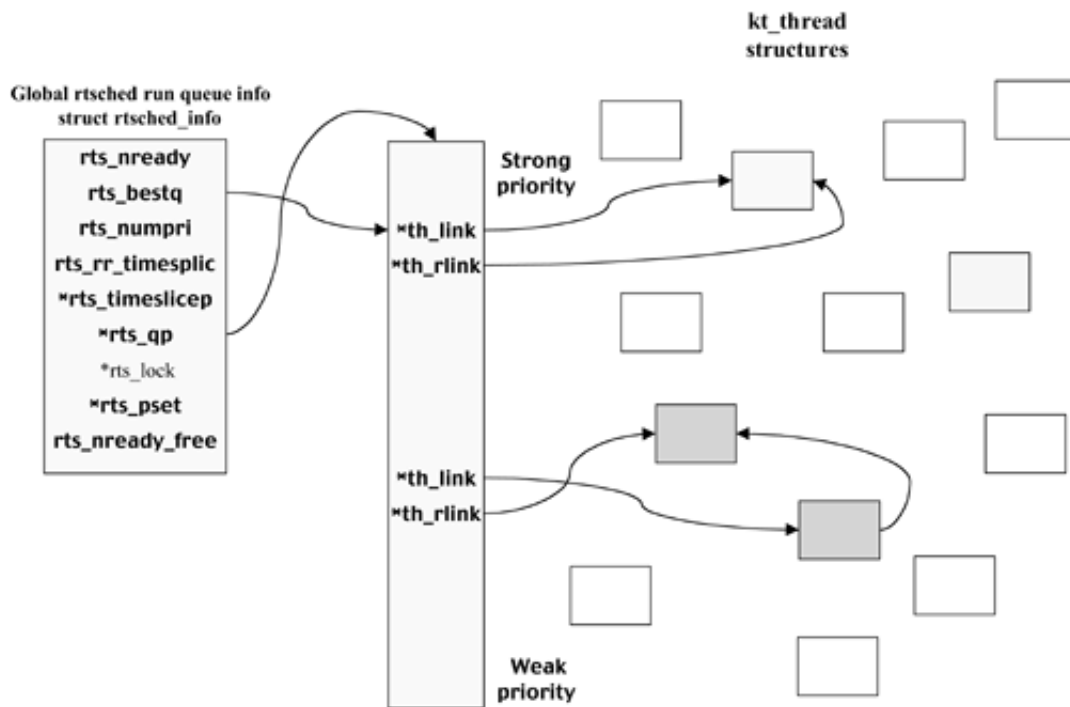 kt_thread
structures
Global rtsched run queue info
struct rtsched_info
rts_nready
rts_bestq
rts_numpri
rts_rr_timesplic
*rts_timeslicep
*rts_qp
*rts_lock
*rts_pset
rts_nready_free
Strong
priority
*th_link
*th_rlink
*th_link
*th_rlink
Weak
priority